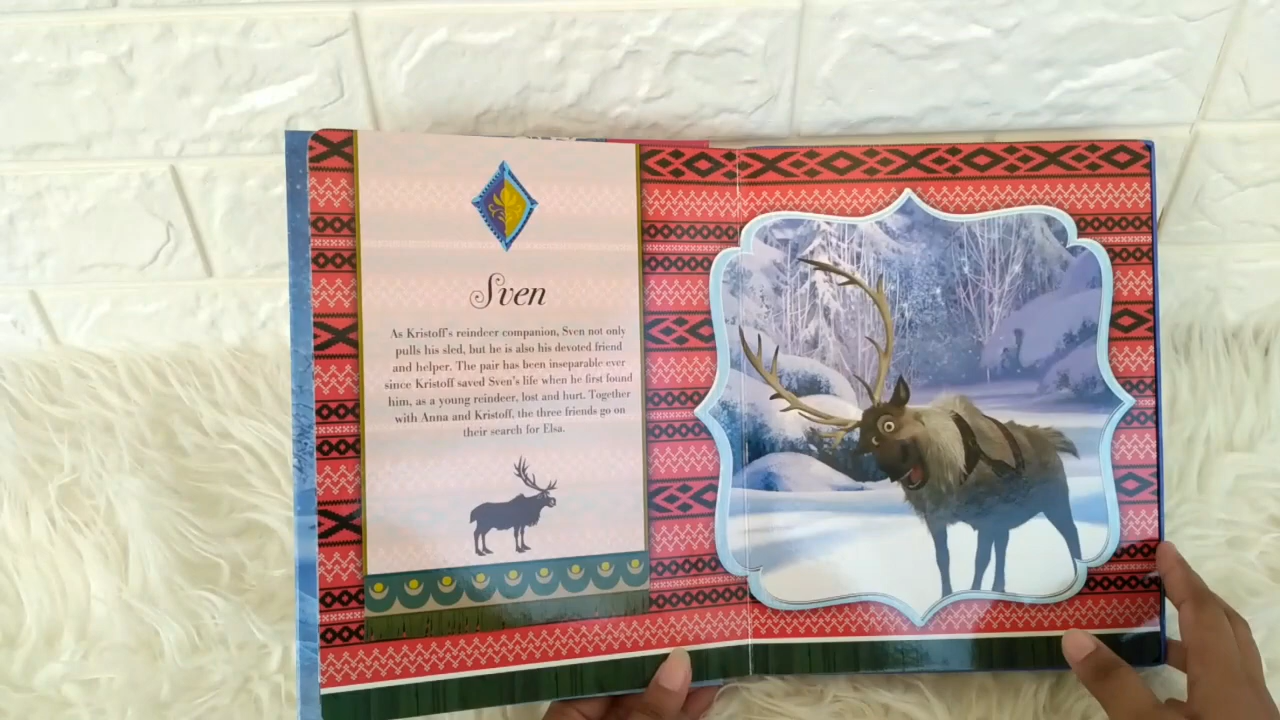 Sven
As Kristoff's reindeer companion, Sven not only
pulls his sled, but he is also his devoted friend
and helper. The pair has been inseparable ever
since Kristoff saved Sven's life when he first found
him, as a young reindeer, lost and hurt. Together
with Anna and Kristoff, the three friends go on
their search for Elsa.